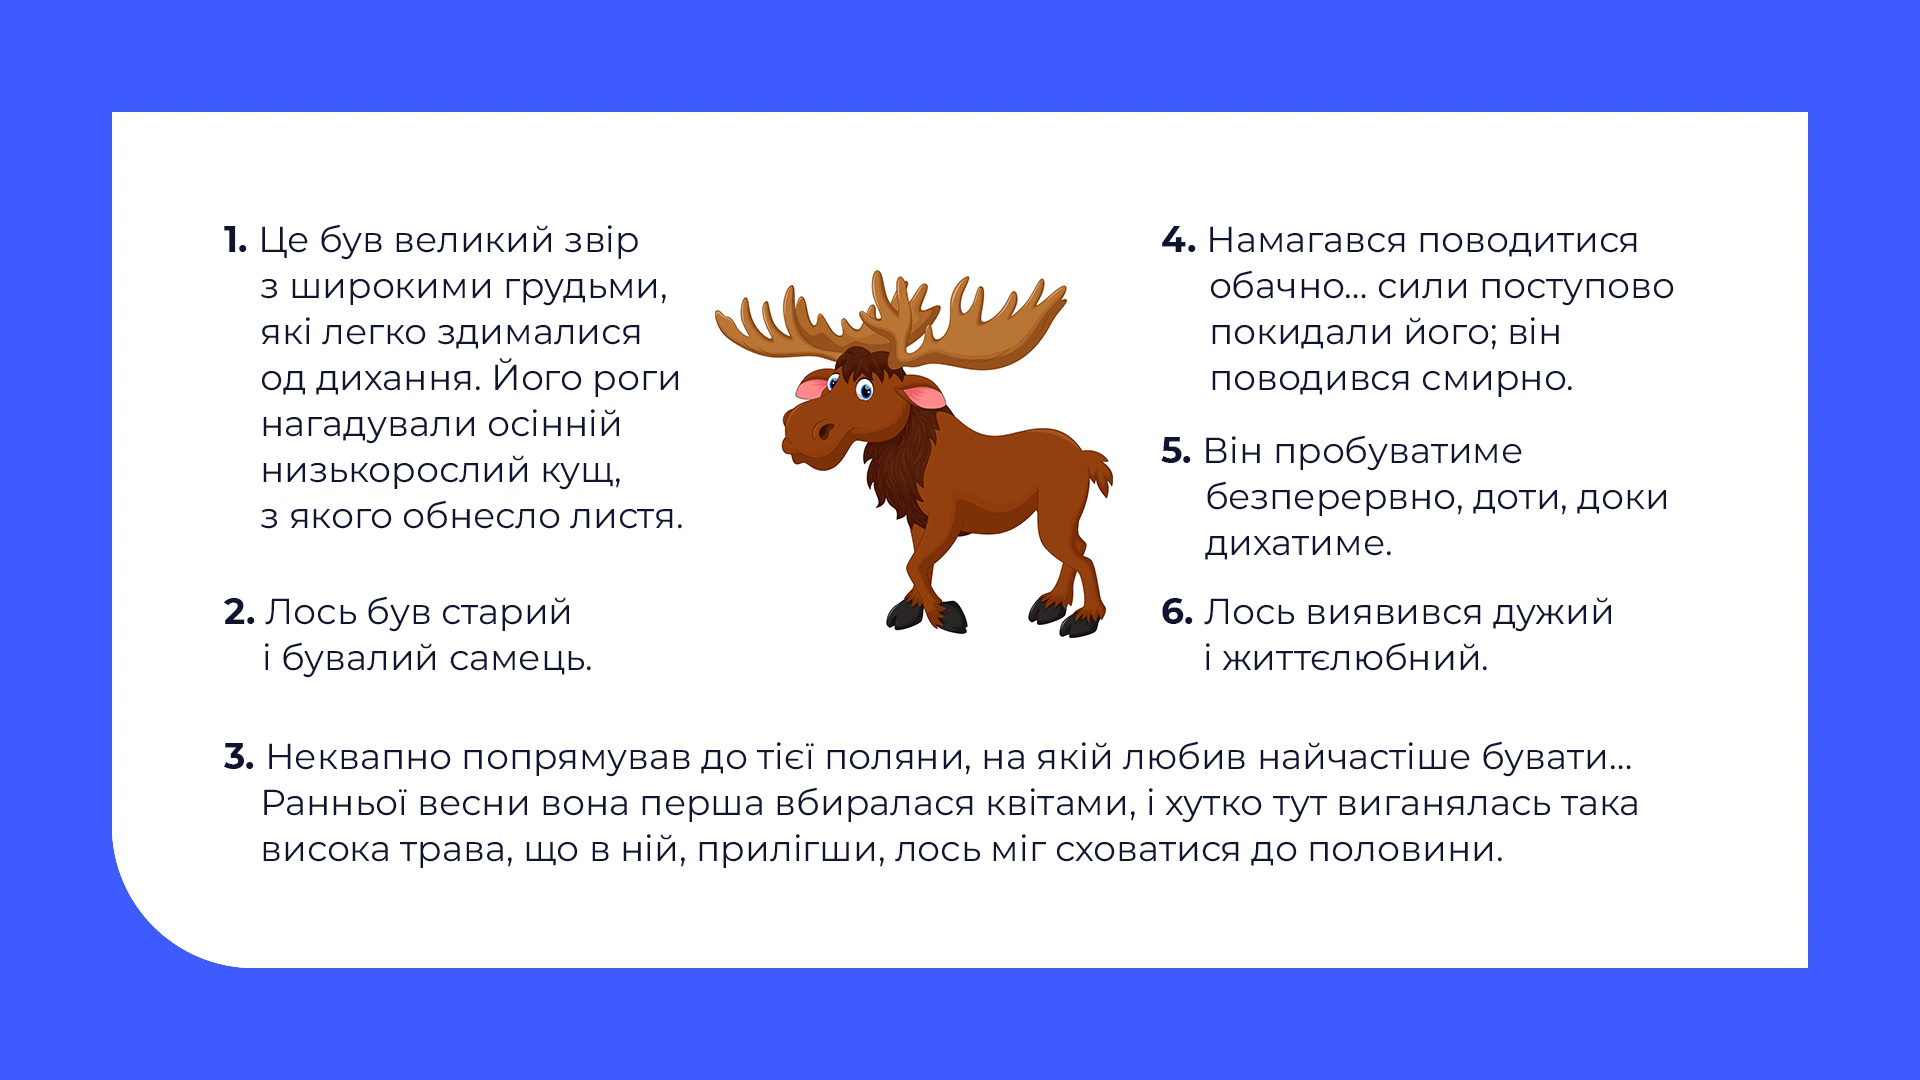 1. Це був великий звір
з широкими грудьми,
які легко здималися
од дихання. Його роги
нагадували осінній
низькорослий кущ,
з якого обнесло листя.
2. Лось був старий
і бувалий самець.
3. Неквапно попрямував до тієї поляни, на якій любив найчастіше бувати...
Ранньої весни вона перша вбиралася квітами, і хутко тут виганялась така
висока трава, що в ній, прилігши, лось міг сховатися до половини.
4. Намагався поводитися
обачно... сили поступово
покидали його; він
поводився смирно.
5. Він пробуватиме
безперервно, доти, доки
дихатиме.
6. Лось виявився дужий
і життєлюбний.